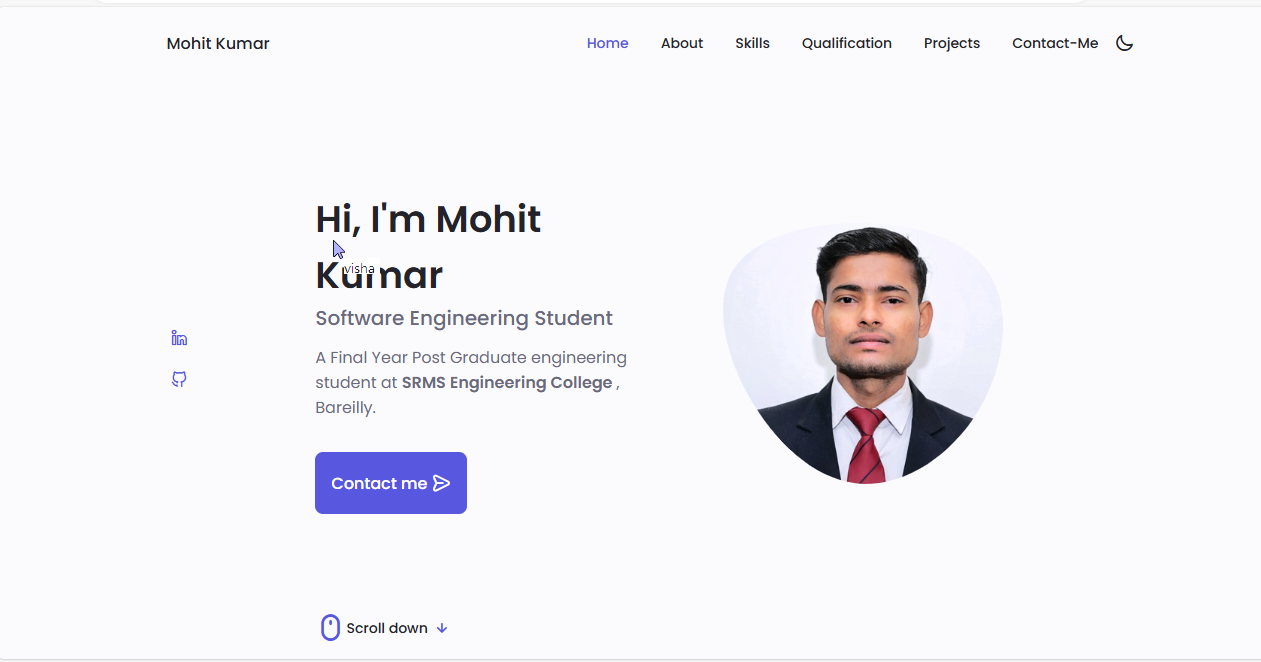 Mohit Kumar Home About Skills Qualification Projects Contact-Me
Hi, I'm Mohit
Kumar
visha
Software Engineering Student
A Final Year Post Graduate engineering
student at SRMS Engineering College ,
Bareilly.
Contact me
Scroll down